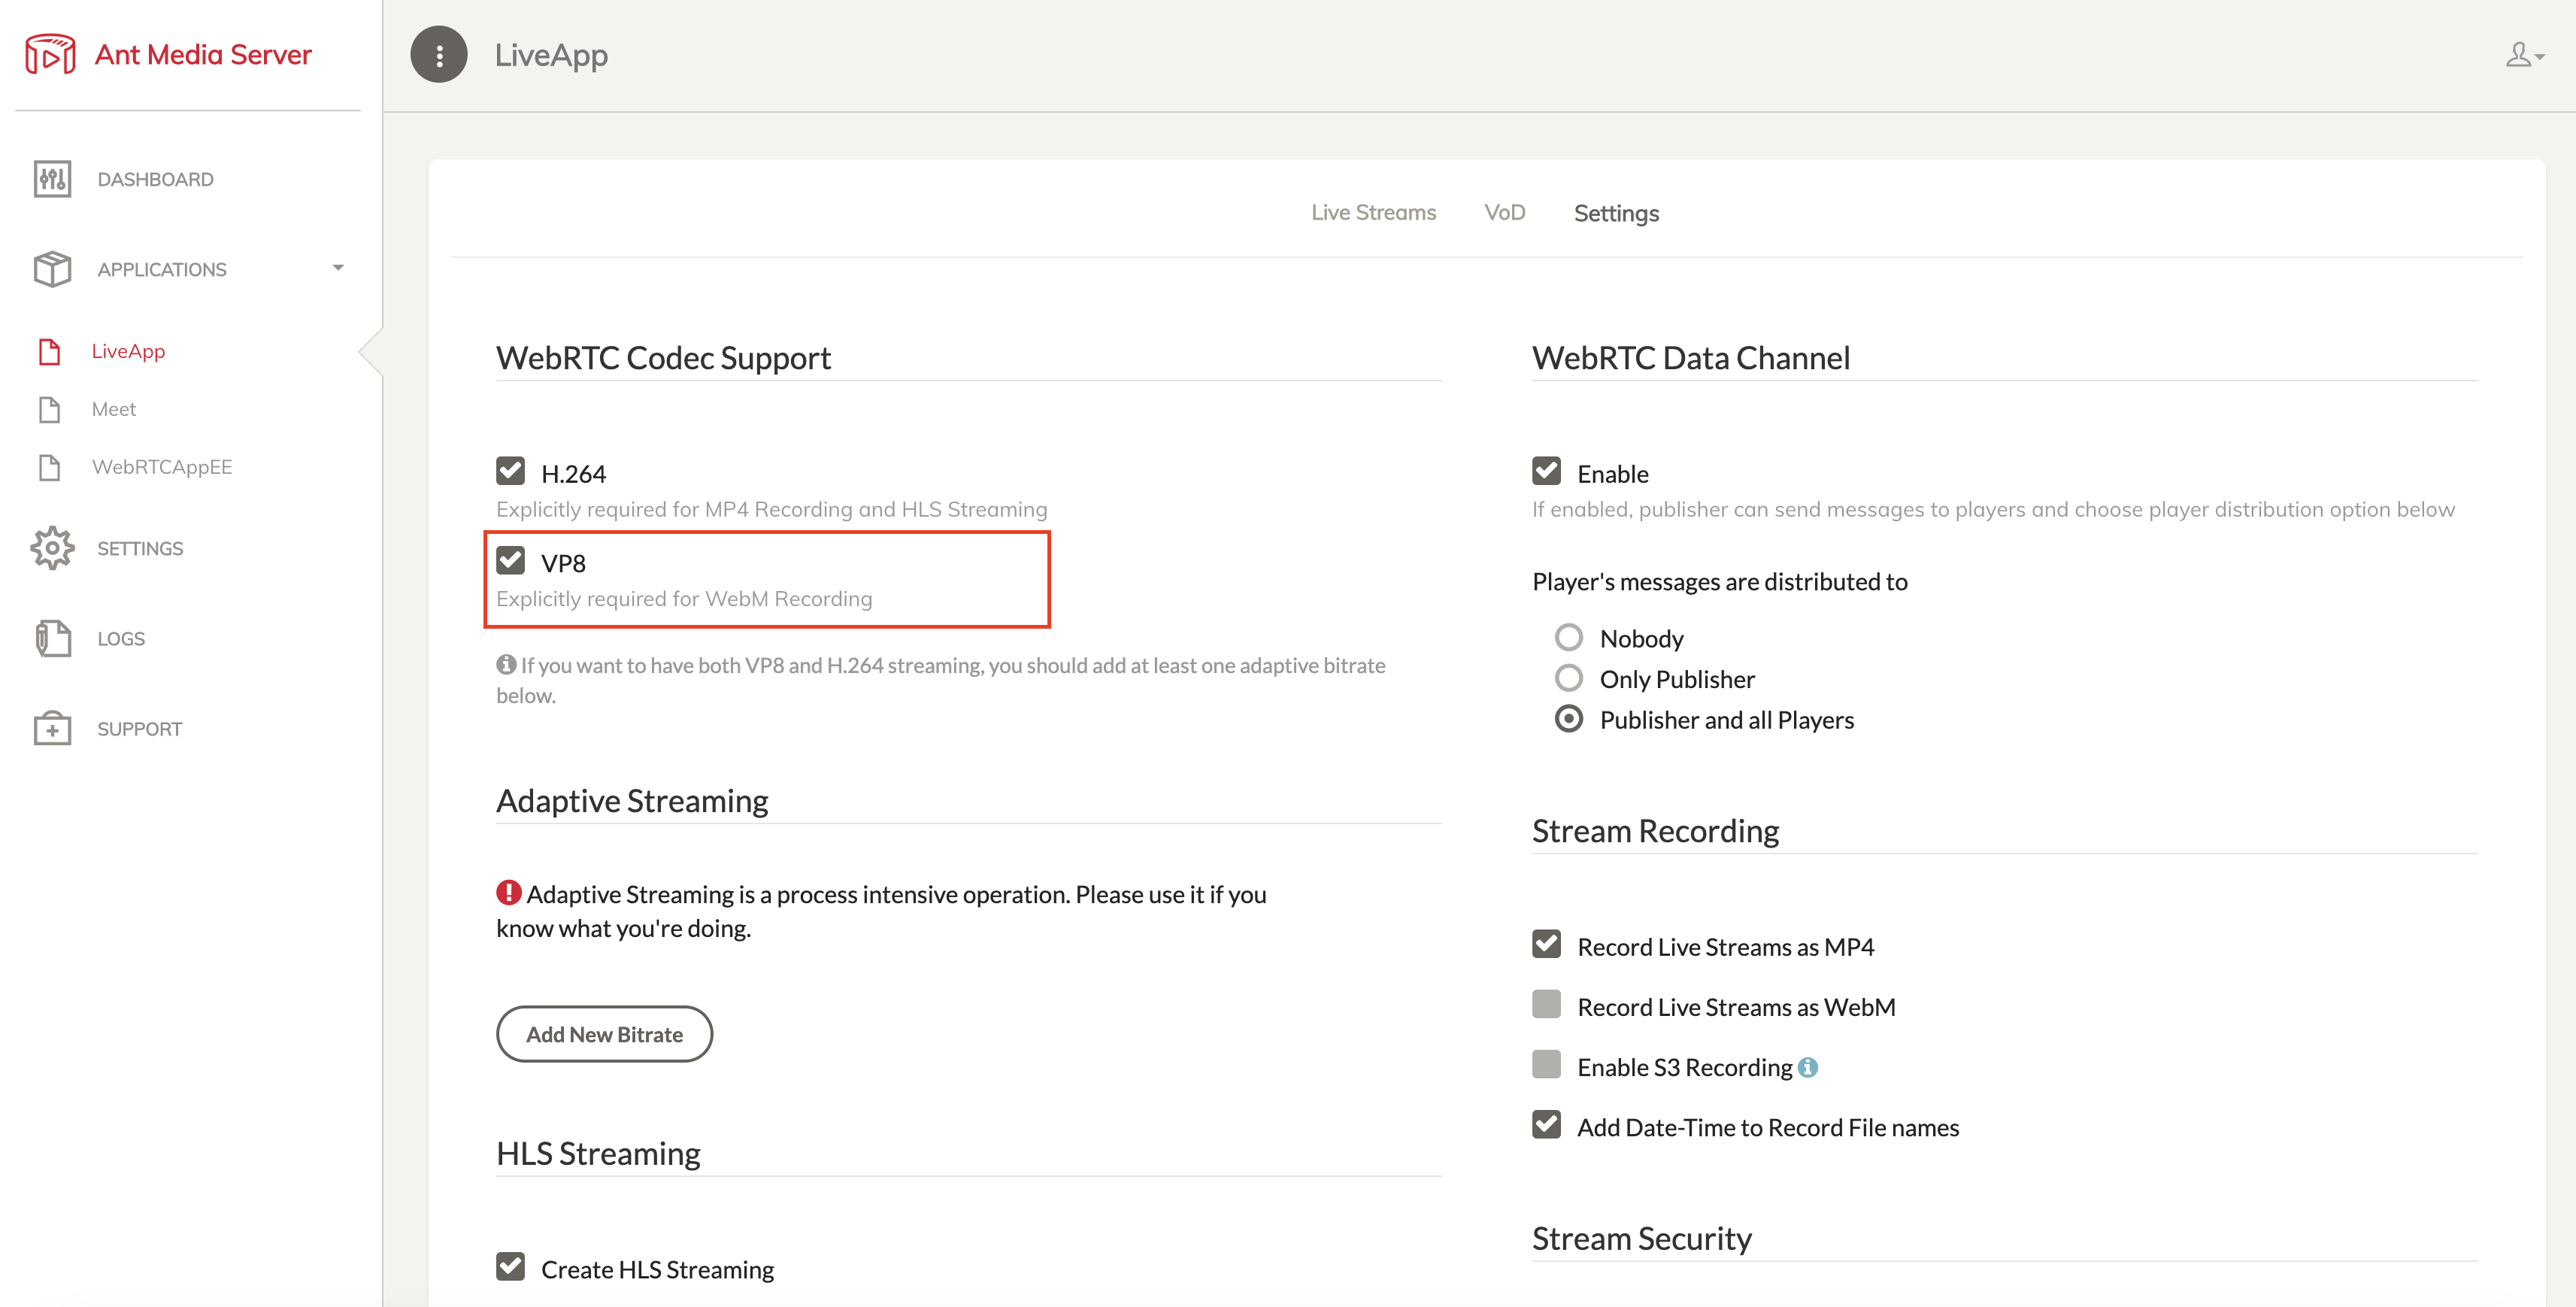 Ant Media Server
LiveApp
DASHBOARD
APPLICATIONS
LiveApp
Meet
WebRTCAppEE
SETTINGS
LOGS
SUPPORT
Live Streams
VoD
Settings
WebRTC Codec Support
H.264
Explicitly required for MP4 Recording and HLS Streaming
VP8
Explicitly required for WebM Recording
If you want to have both VP8 and H.264 streaming, you should add at least one adaptive bitrate
below.
Adaptive Streaming
Adaptive Streaming is a process intensive operation. Please use it if you
know what you're doing.
Add New Bitrate
HLS Streaming
Create HLS Streaming
WebRTC Data Channel
Enable
If enabled, publisher can send messages to players and choose player distribution option below
Player's messages are distributed to
Nobody
Only Publisher
Publisher and all Players
Stream Recording
Record Live Streams as MP4
Record Live Streams as WebM
Enable S3 Recording
Add Date-Time to Record File names
Stream Security